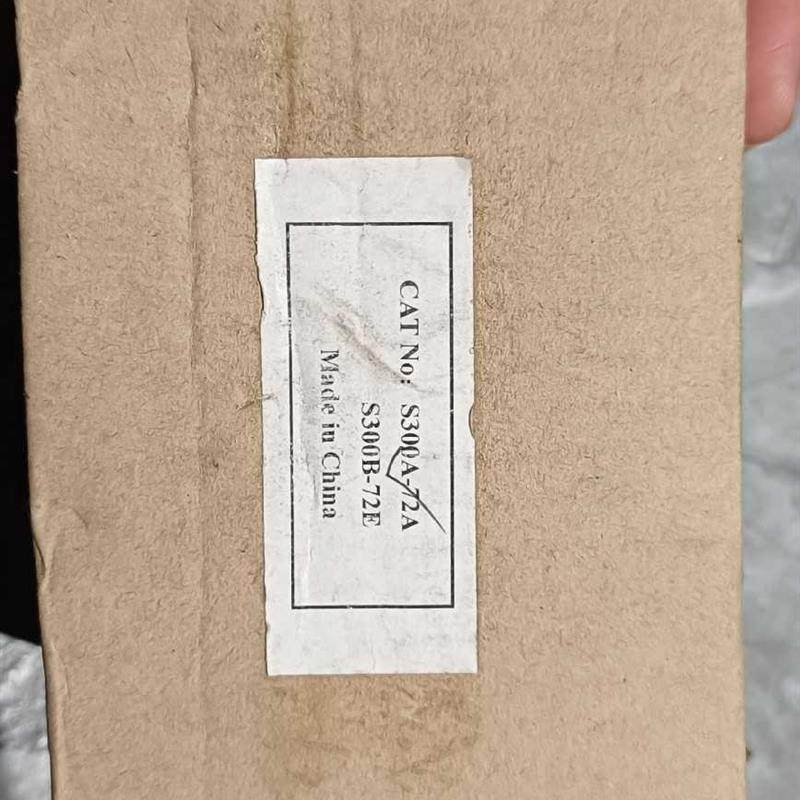 CAT No: S300A-72A
S300B-72E
Made in China